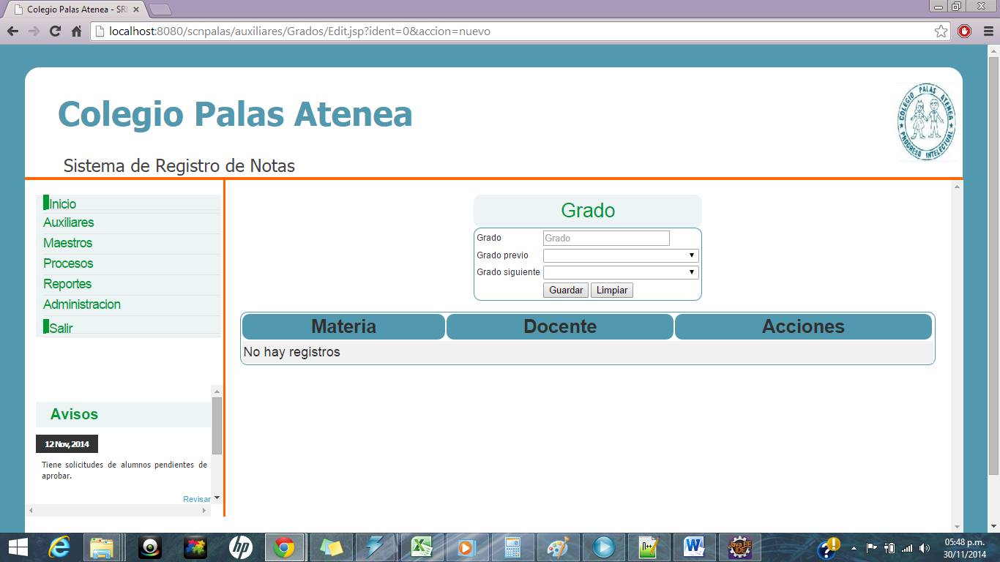 Colegio Palas Atenea - SRI
localhost:8080/scnpalas/auxiliares/Grados/Edit.jsp?ident=0&accion=nuevo
Colegio Palas Atenea
COLEGIO PALAS ATENEA
PROGRESO INTELECTUAL
Sistema de Registro de Notas
Inicio
Auxiliares
Maestros
Procesos
Reportes
Administracion
Salir
Avisos
12 Nov, 2014
Tiene solicitudes de alumnos pendientes de
aprobar.
Revisar
Grado
Grado Grado
Grado previo
Grado siguiente
Guardar Limpiar
Materia Docente Acciones
No hay registros
hp
Java EE
IDE
05:48 p.m.
30/11/2014